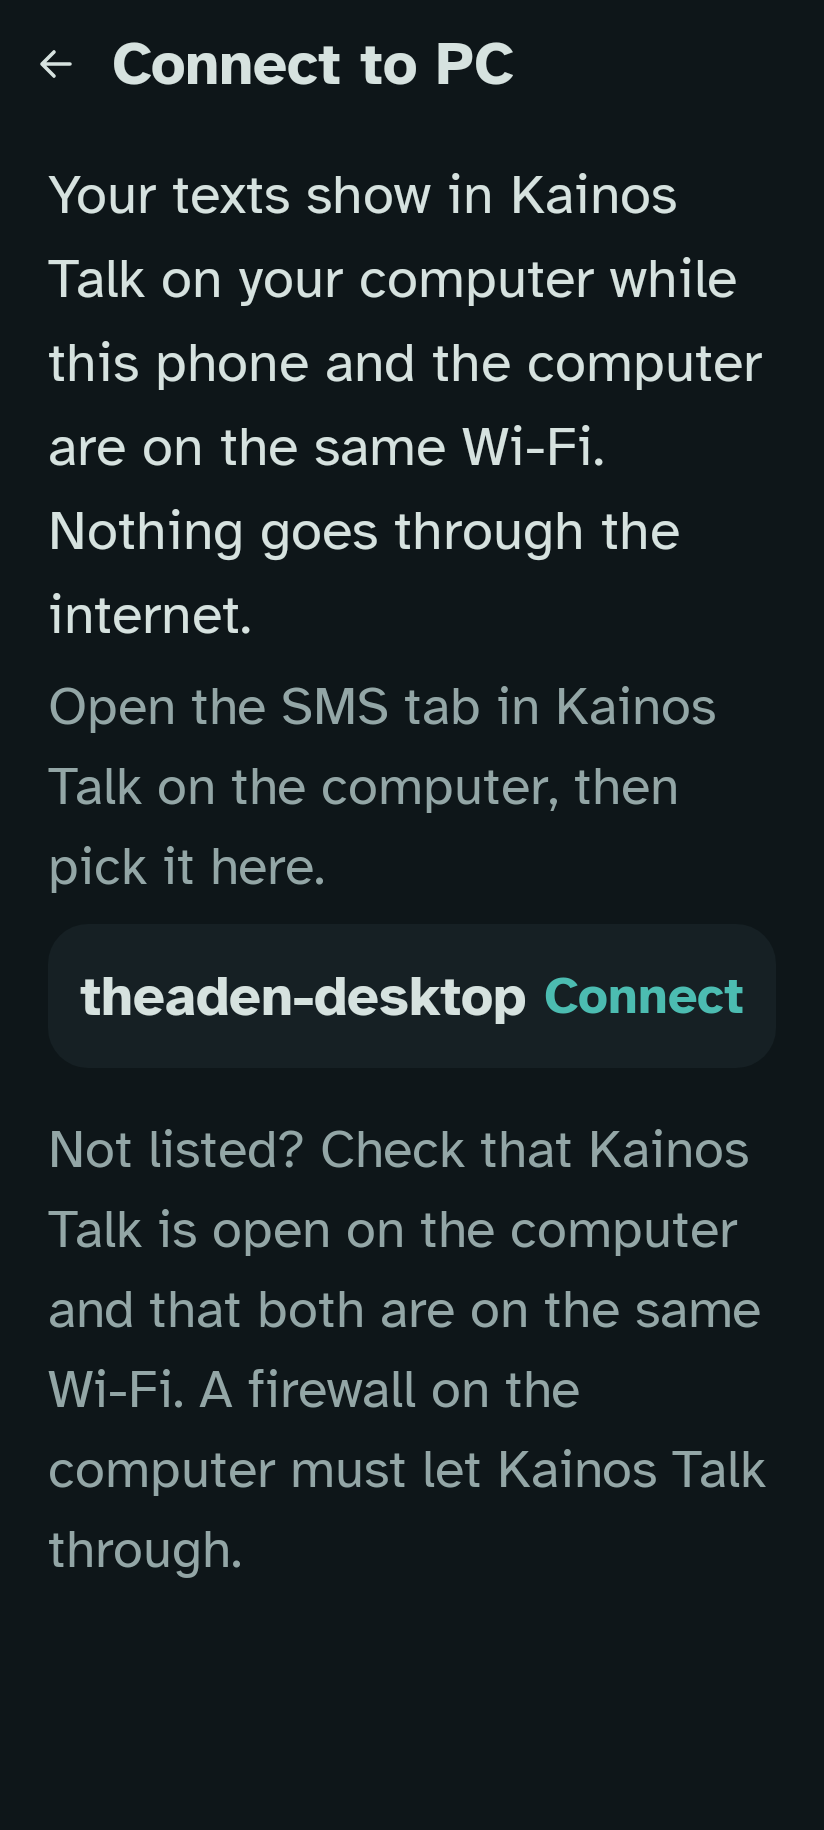 Connect to PC
Your texts show in Kainos
Talk on your computer while
this phone and the computer
are on the same Wi-Fi.
Nothing goes through the
internet.
Open the SMS tab in Kainos
Talk on the computer, then
pick it here.
theaden-desktop Connect
Not listed? Check that Kainos
Talk is open on the computer
and that both are on the same
Wi-Fi. A firewall on the
computer must let Kainos Talk
through.